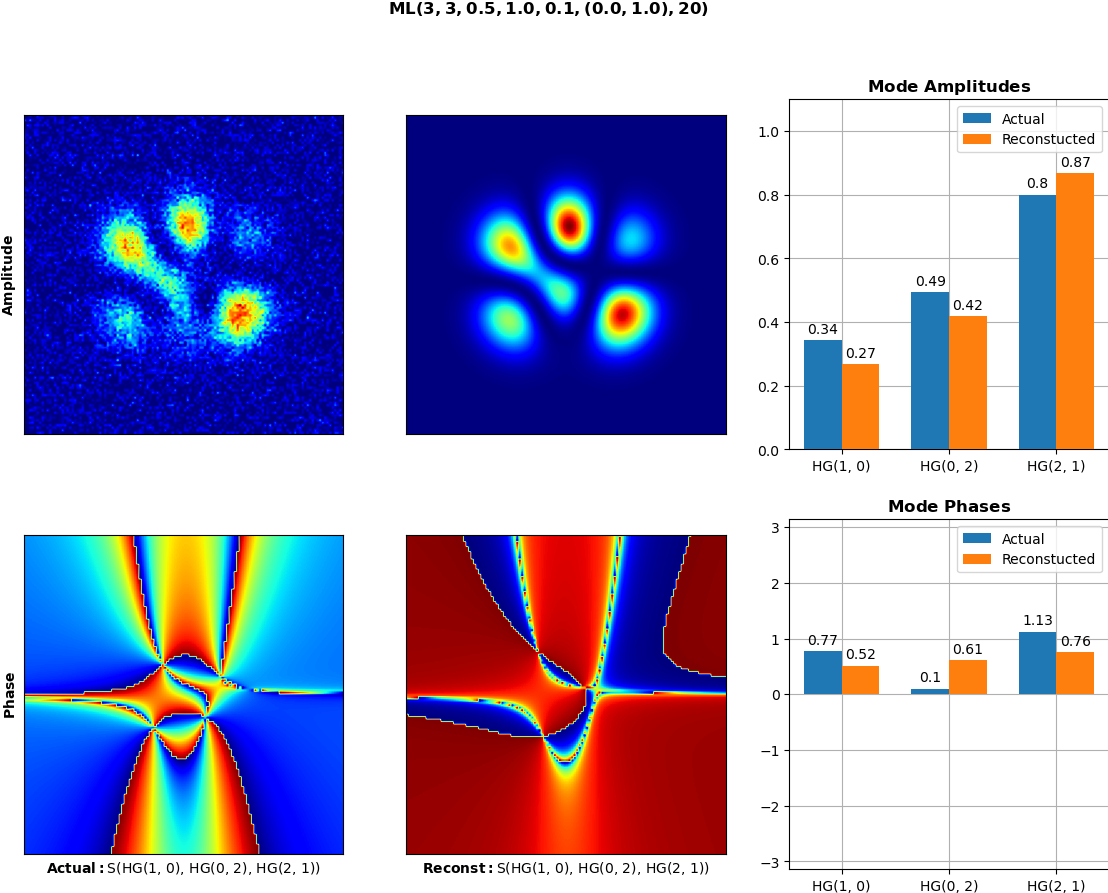 ML(3, 3, 0.5, 1.0, 0.1, (0.0, 1.0), 20)
Amplitude
Mode Amplitudes
Actual
Reconstucted
1.0
0.8
0.6
0.4
0.2
0.0
0.34
0.27
0.49
0.42
0.8
0.87
HG(1, 0)
HG(0, 2)
HG(2, 1)
Phase
Actual: S(HG(1, 0), HG(0, 2), HG(2, 1))
Reconst: S(HG(1, 0), HG(0, 2), HG(2, 1))
Mode Phases
Actual
Reconstucted
3
2
1
0
−1
−2
−3
0.77
0.52
0.1
0.61
1.13
0.76
HG(1, 0)
HG(0, 2)
HG(2, 1)